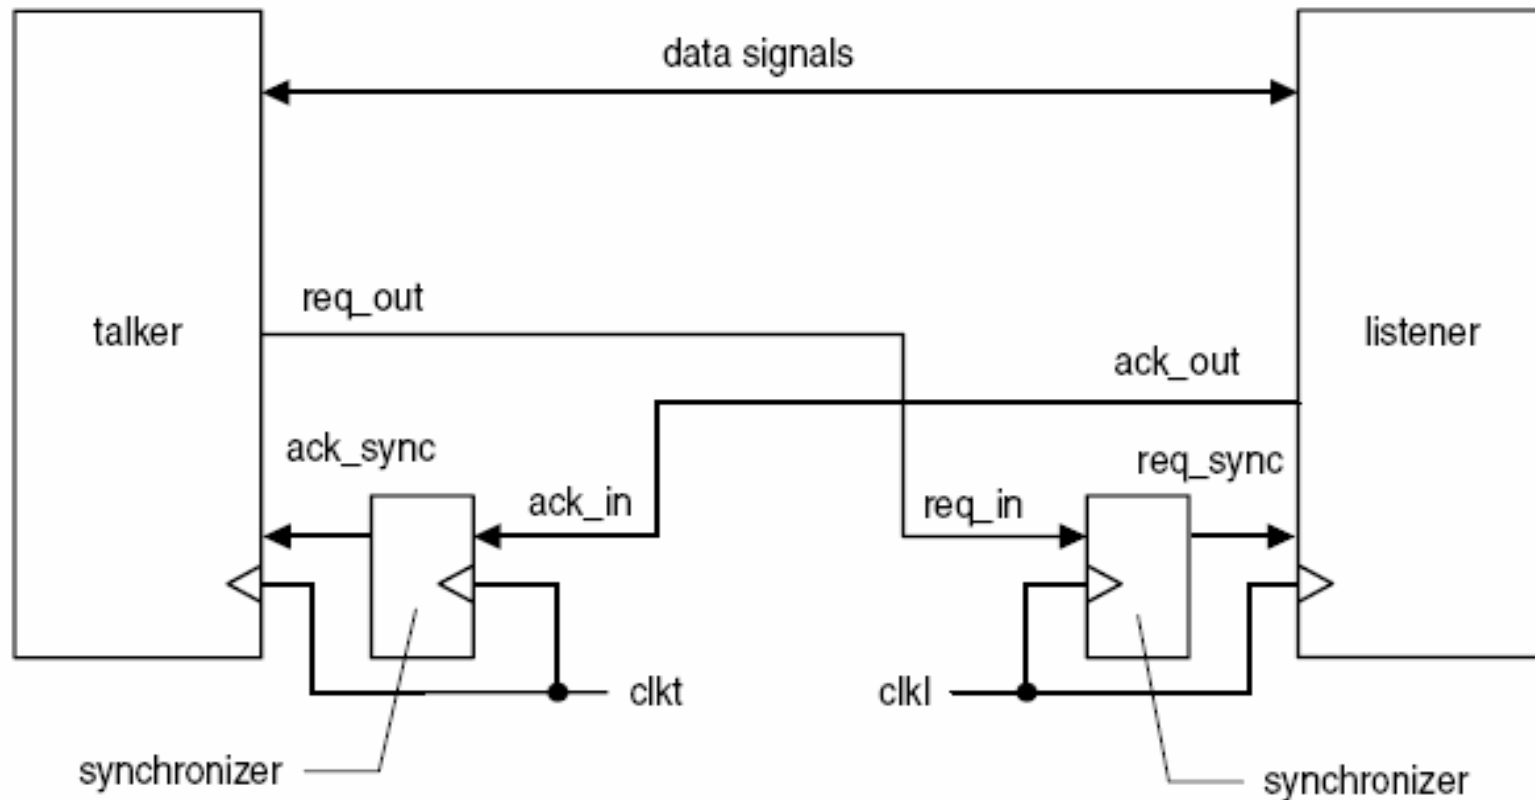 data signals
talker
req_out
listener
ack_out
ack_sync
req_sync
ack_in
req_in
clkt
clkl
synchronizer
synchronizer